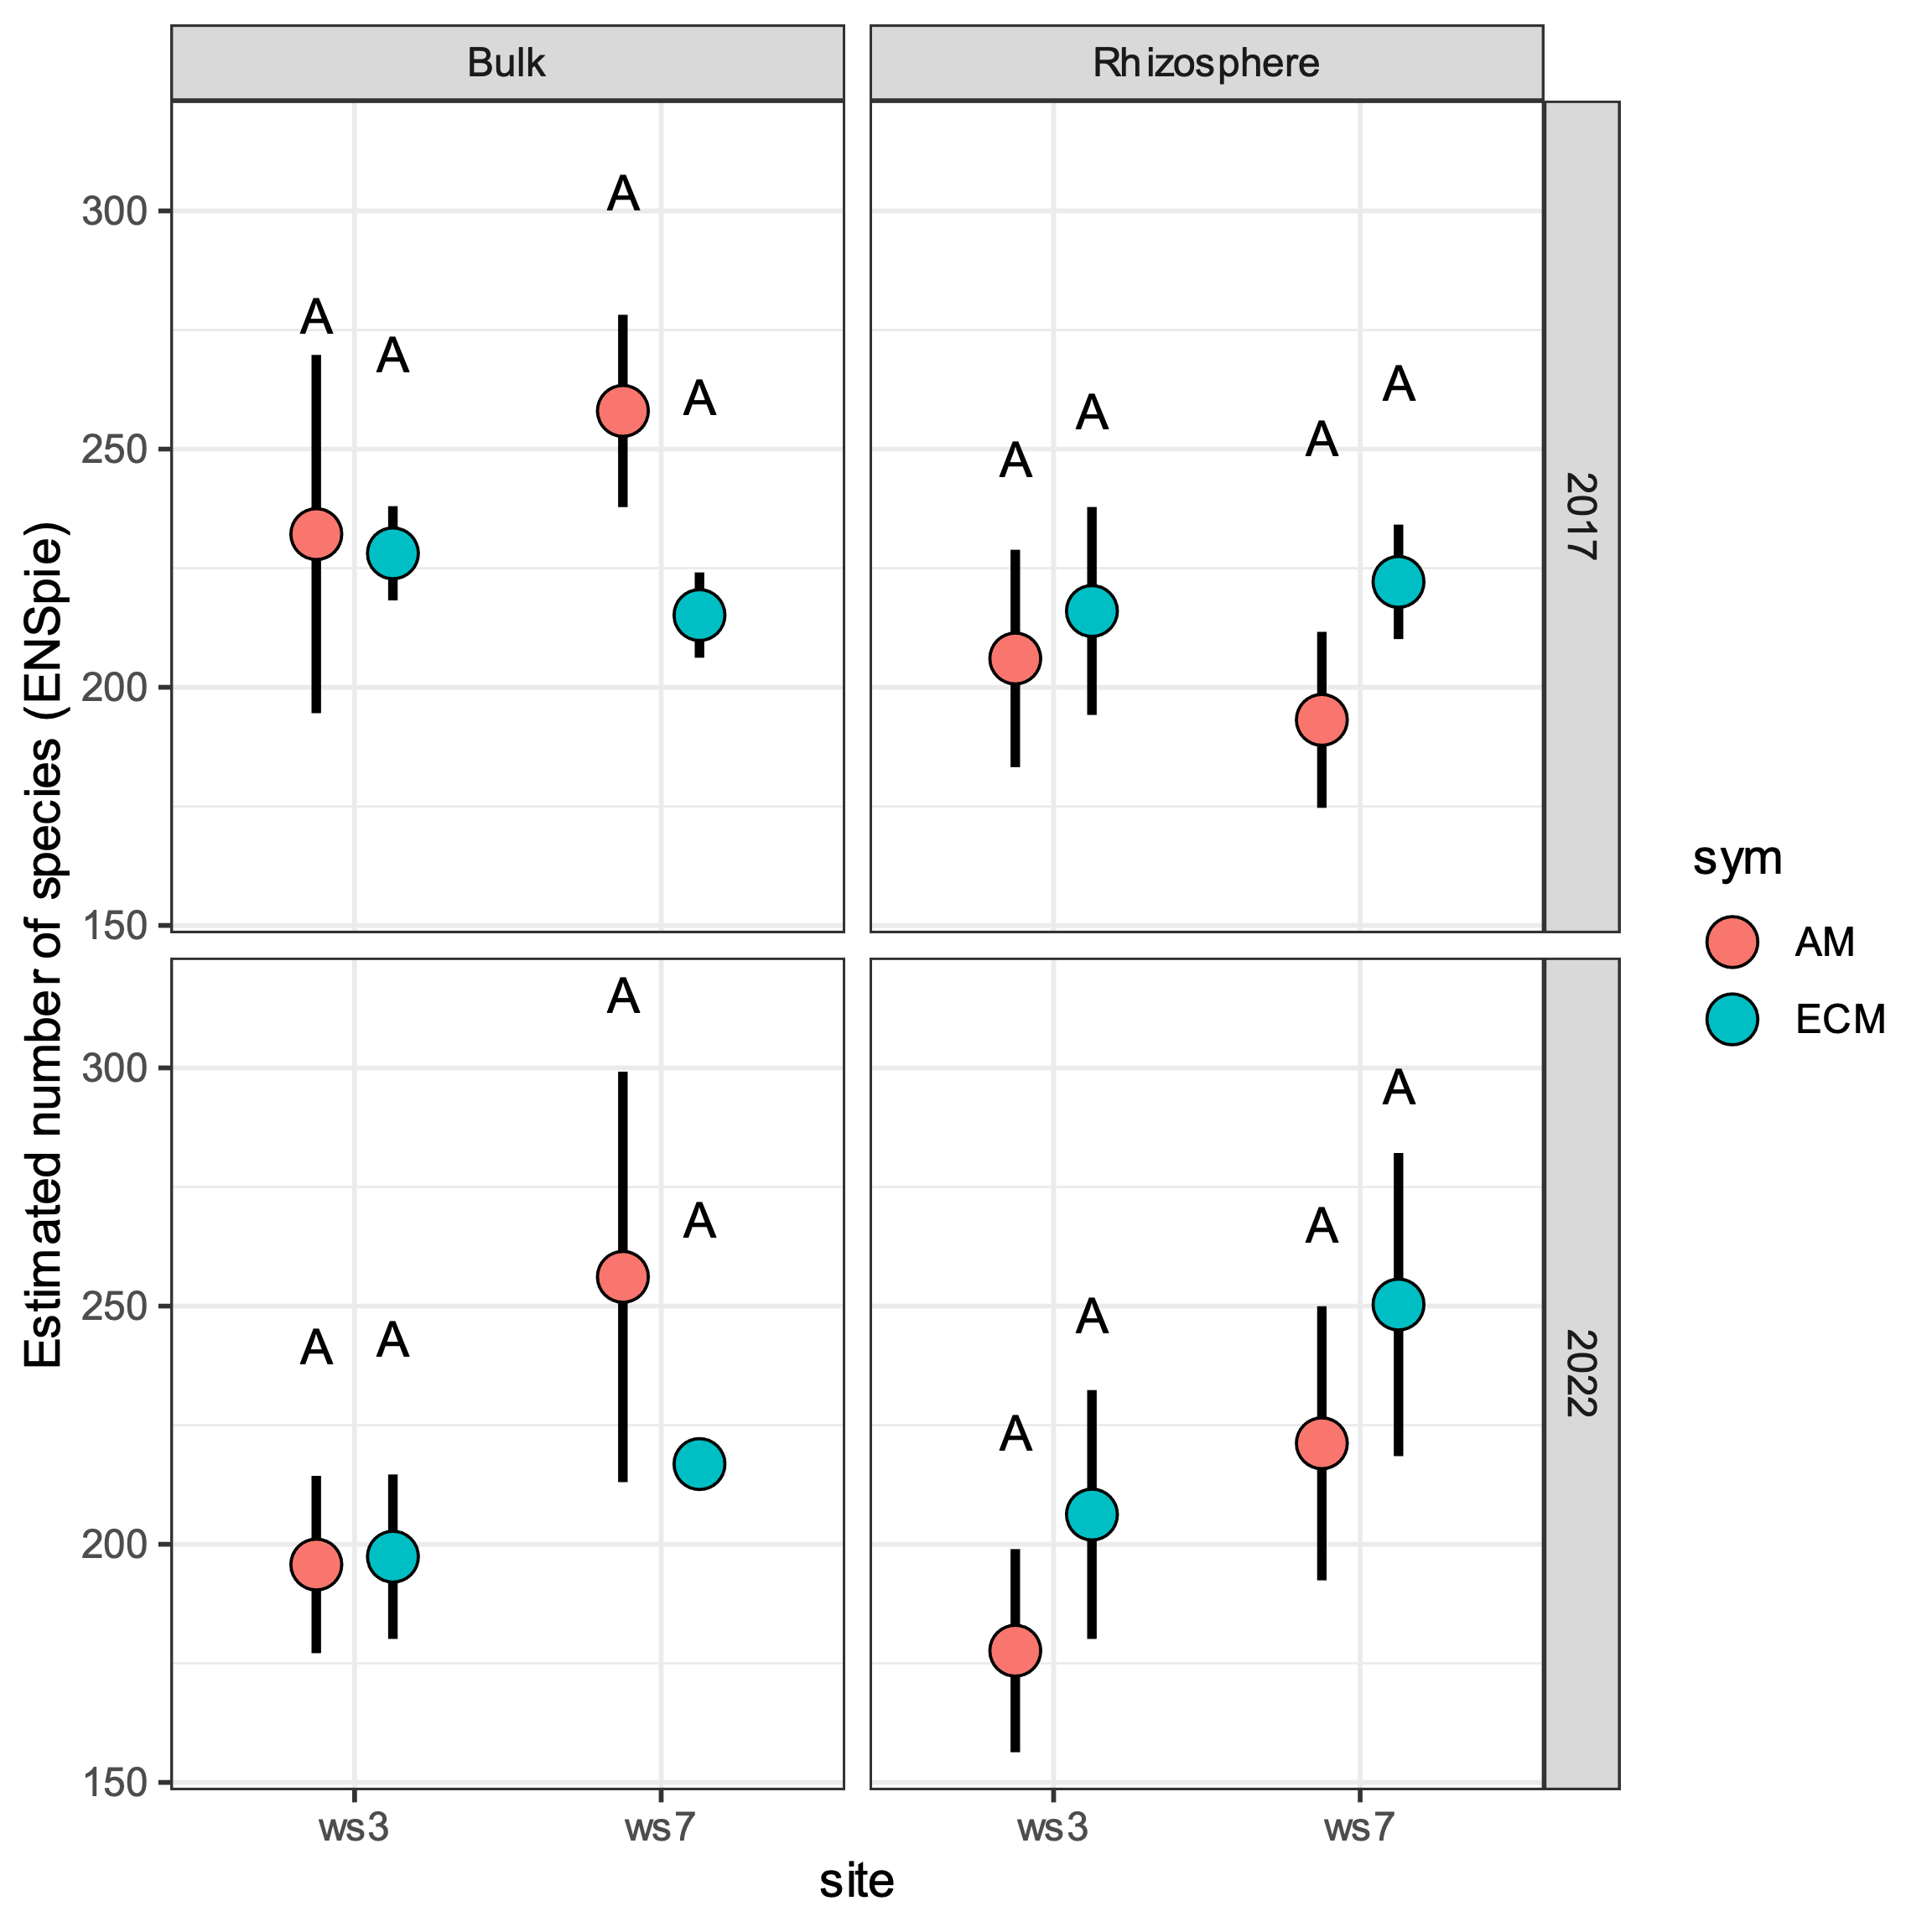 Bulk
Rhizosphere
A
A
A
A
A
A
A
A
300
250
200
150
2017
A
A
A
A
A
A
A
A
300
250
200
150
2022
Estimated number of species (ENSpie)
ws3
ws7
ws3
ws7
site
sym
AM
ECM